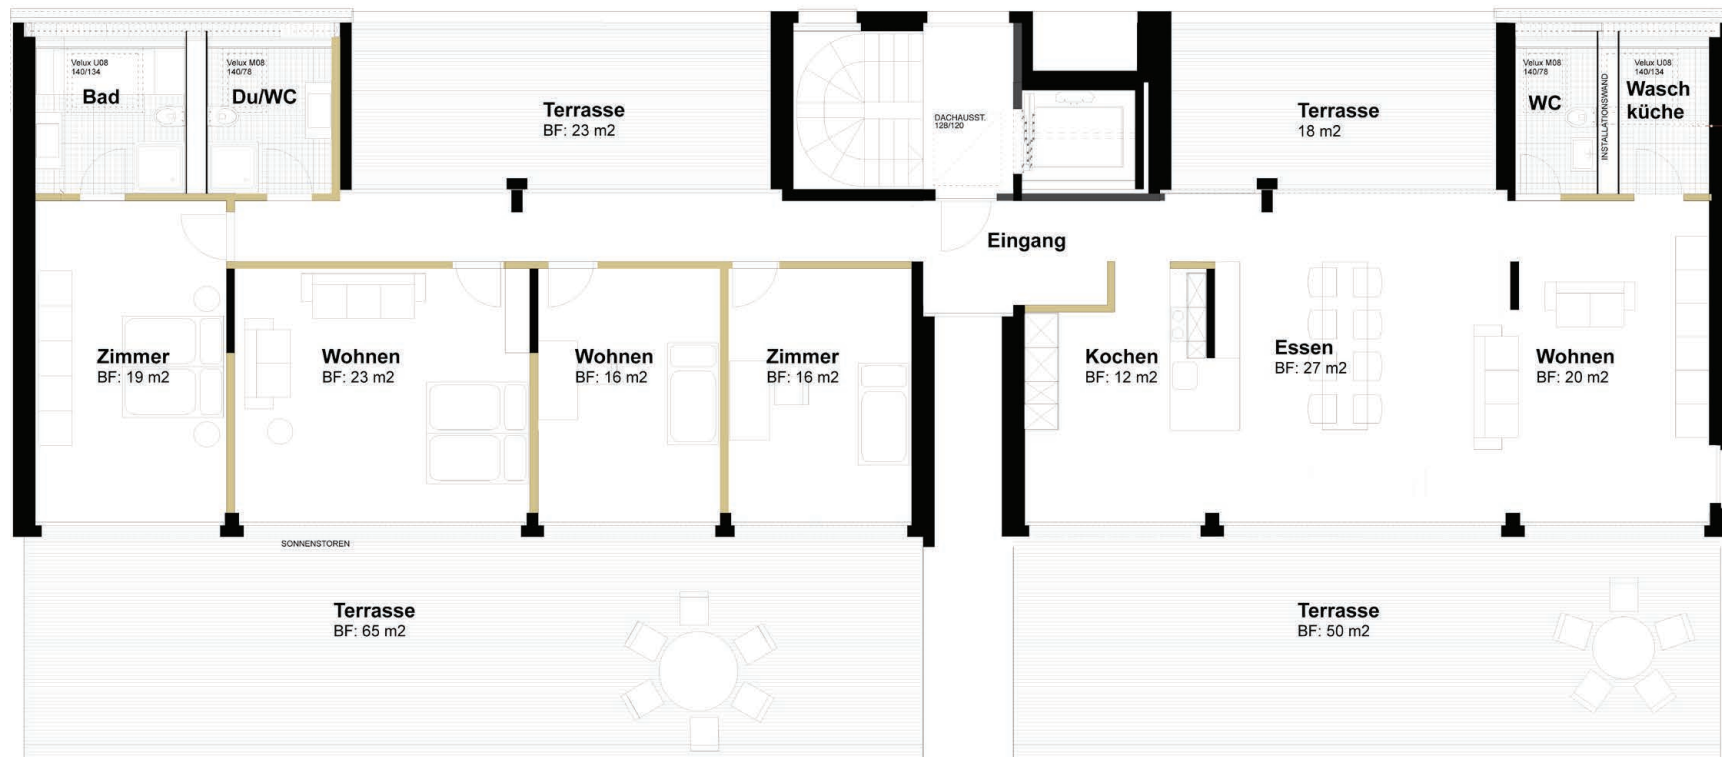 Velux U08
140/134
Bad
Velux M08
140/78
Du/WC
Terrasse
BF: 23 m2
DACHAUSST.
128/120
Terrasse
18 m2
Velux M08
140/78
WC
INSTALLATIONSWAND
Velux U08
140/134
Wasch
küche
Eingang
Zimmer
BF: 19 m2
Wohnen
BF: 23 m2
Wohnen
BF: 16 m2
Zimmer
BF: 16 m2
Kochen
BF: 12 m2
Essen
BF: 27 m2
Wohnen
BF: 20 m2
SONNENSTOREN
Terrasse
BF: 65 m2
Terrasse
BF: 50 m2